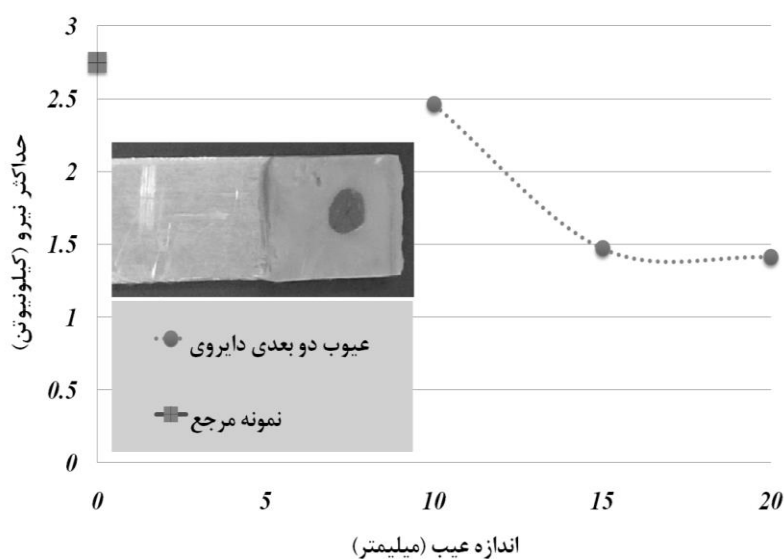 3
2.5
2
1.5
1
0.5
0
حداکثر نیرو (کیلونیوتن)
عیوب دو بعدی دایروی
نمونه مرجع
0 5 10 15 20
اندازه عیب (میلیمتر)